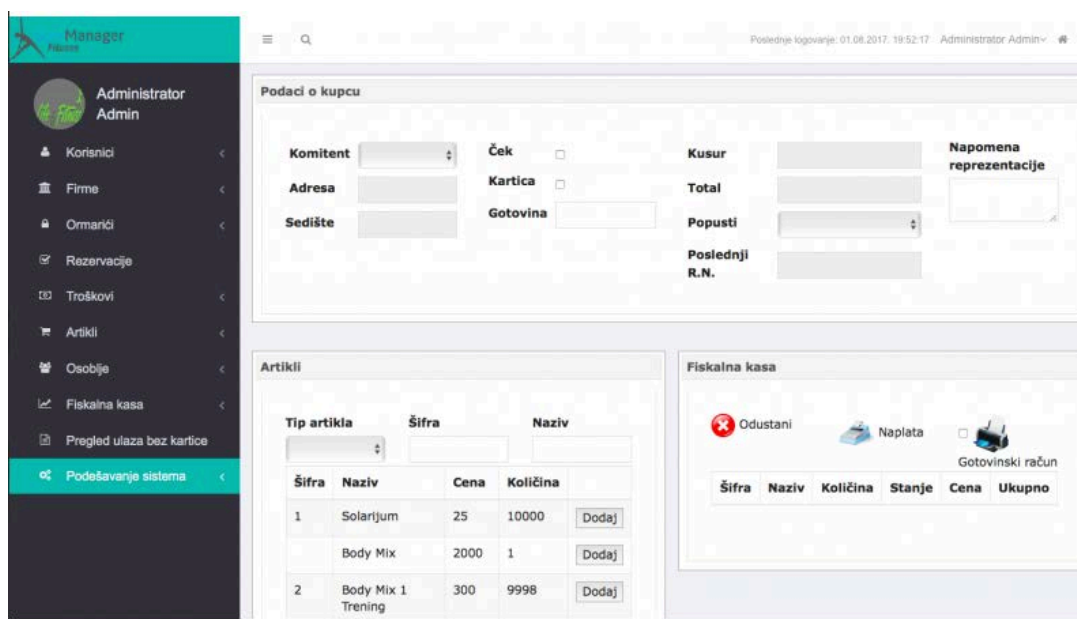 Manager
Fitness
Poslednje logovanje: 01.08.2017. 19:52:17 Administrator Admin
Administrator
Admin
Korisnici
Firme
Ormarići
Rezervacije
Troškovi
Artikli
Osoblje
Fiskalna kasa
Pregled ulaza bez kartice
Podešavanje sistema
Podaci o kupcu
Komitent
Adresa
Sedište
Ček
Kartica
Gotovina
Kusur
Total
Popusti
Poslednji
R.N.
Napomena
reprezentacije
Artikli
Tip artikla Šifra Naziv
Šifra Naziv Cena Količina
1 Solarijum 25 10000 Dodaj
Body Mix 2000 1 Dodaj
2 Body Mix 1 300 9998 Dodaj
Trening
Fiskalna kasa
Odustani
Naplata
Gotovinski račun
Šifra Naziv Količina Stanje Cena Ukupno